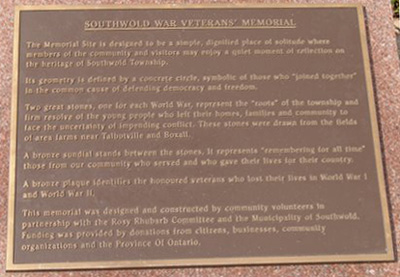 SOUTHWOLD WAR VETERANS' MEMORIAL
The Memorial Site is designed to be a simple, dignified place of solitude where
members of the community and visitors may enjoy a quiet moment of reflection on
the heritage of Southwold Township.
Its geometry is defined by a concrete circle, symbolic of those who "joined together"
in the common cause of defending democracy and freedom.
Two great stones, one for each World War, represent the "roots" of the township and
firm resolve of the young people who left their homes, families and community to
face the uncertainty of impending conflict. These stones were drawn from the fields
of area farms near Talbotville and Boxall.
A bronze sundial stands between the stones. It represents "remembering for all time"
those from our community who served and who gave their lives for their country.
A bronze plaque identifies the honoured veterans who lost their lives in World War I
and World War II.
This memorial was designed and constructed by community volunteers in
partnership with the Rosy Rhubarb Committee and the Municipality of Southwold.
Funding was provided by donations from citizens, businesses, community
organizations and the Province Of Ontario.